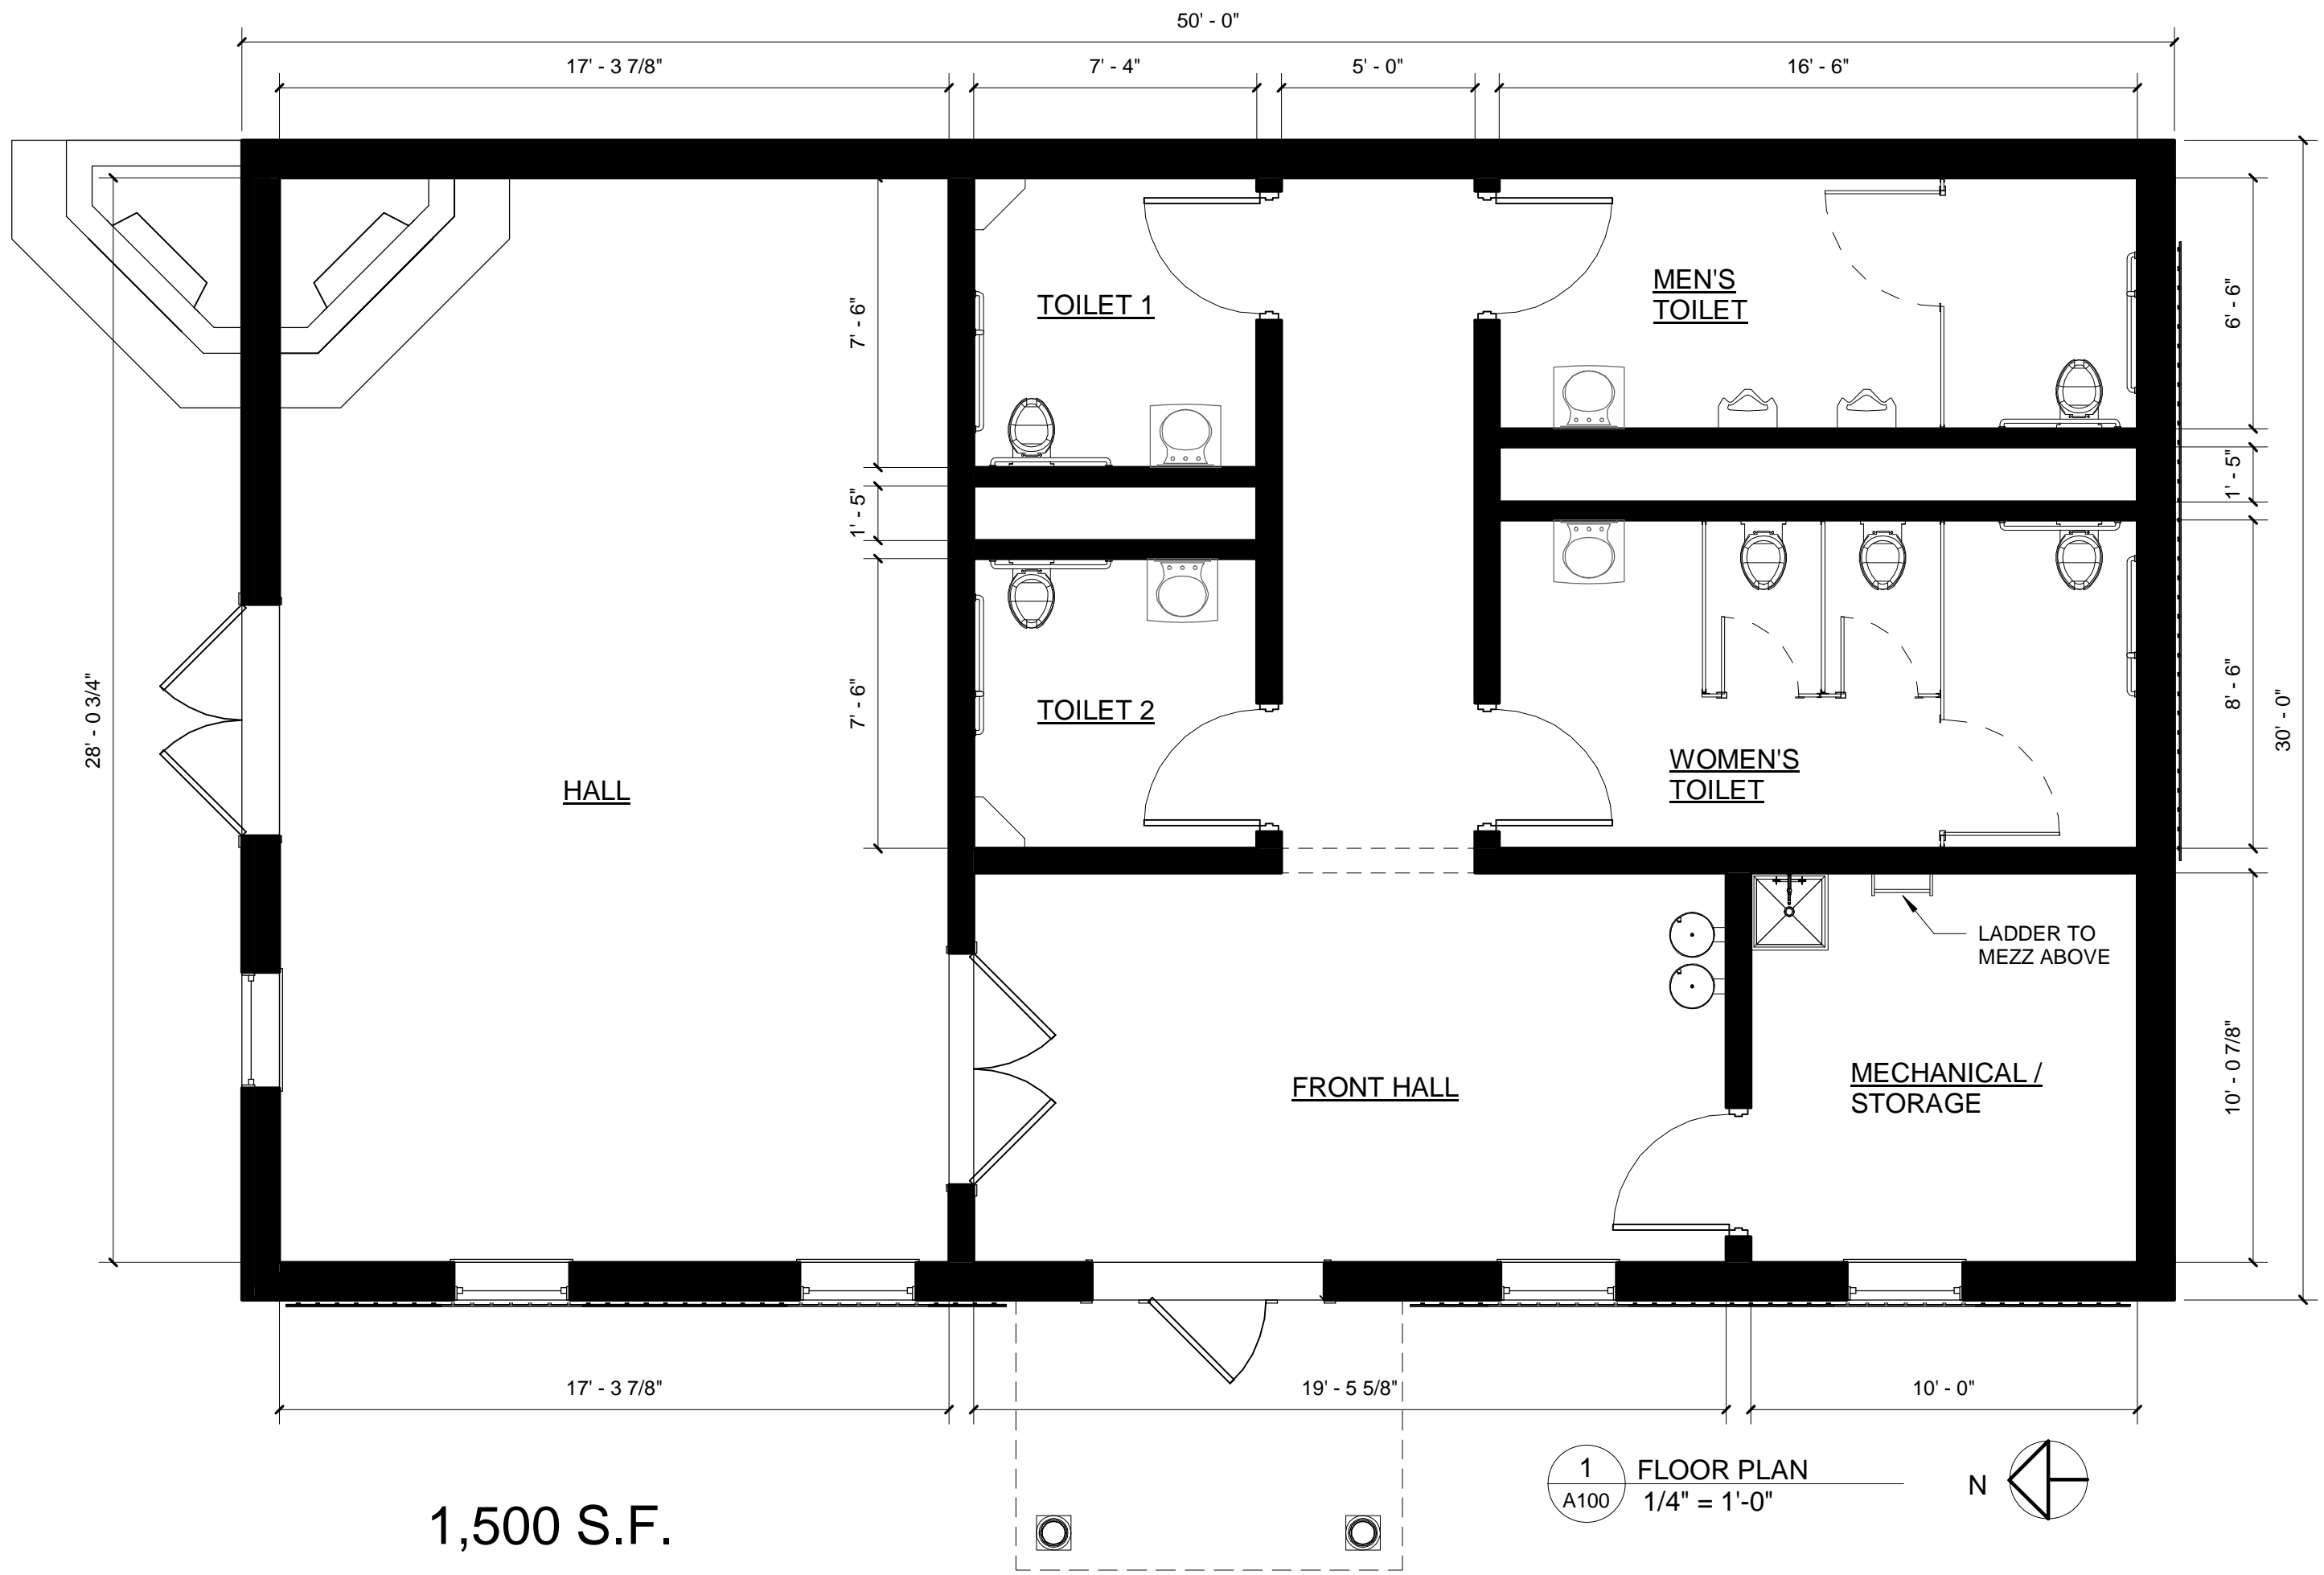 50' - 0"
17' - 3 7/8"
7' - 4"
5' - 0"
16' - 6"
TOILET 1
MEN'S
TOILET
7' - 6"
6' - 6"
1' - 5"
1' - 5"
28' - 0 3/4"
7' - 6"
8' - 6"
30' - 0"
TOILET 2
WOMEN'S
TOILET
HALL
LADDER TO
MEZZ ABOVE
FRONT HALL
MECHANICAL /
STORAGE
10' - 0 7/8"
17' - 3 7/8"
19' - 5 5/8"
10' - 0"
1
A100
FLOOR PLAN
1/4" = 1'-0"
N
1,500 S.F.